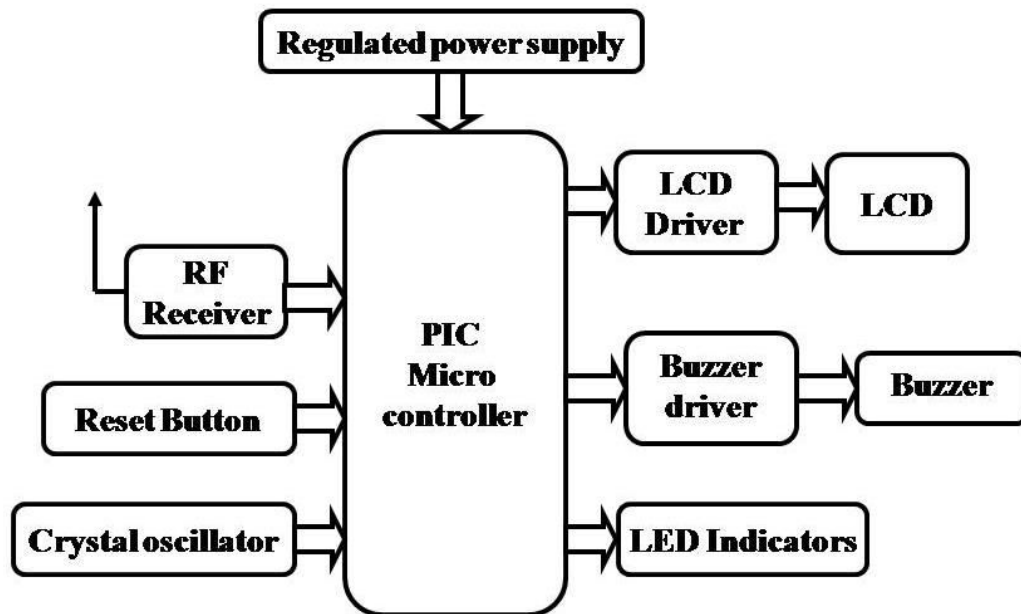 Regulated power supply
LCD
Driver
LCD
RF
Receiver
PIC
Micro
controller
Buzzer
driver
Buzzer
Reset Button
Crystal oscillator
LED Indicators